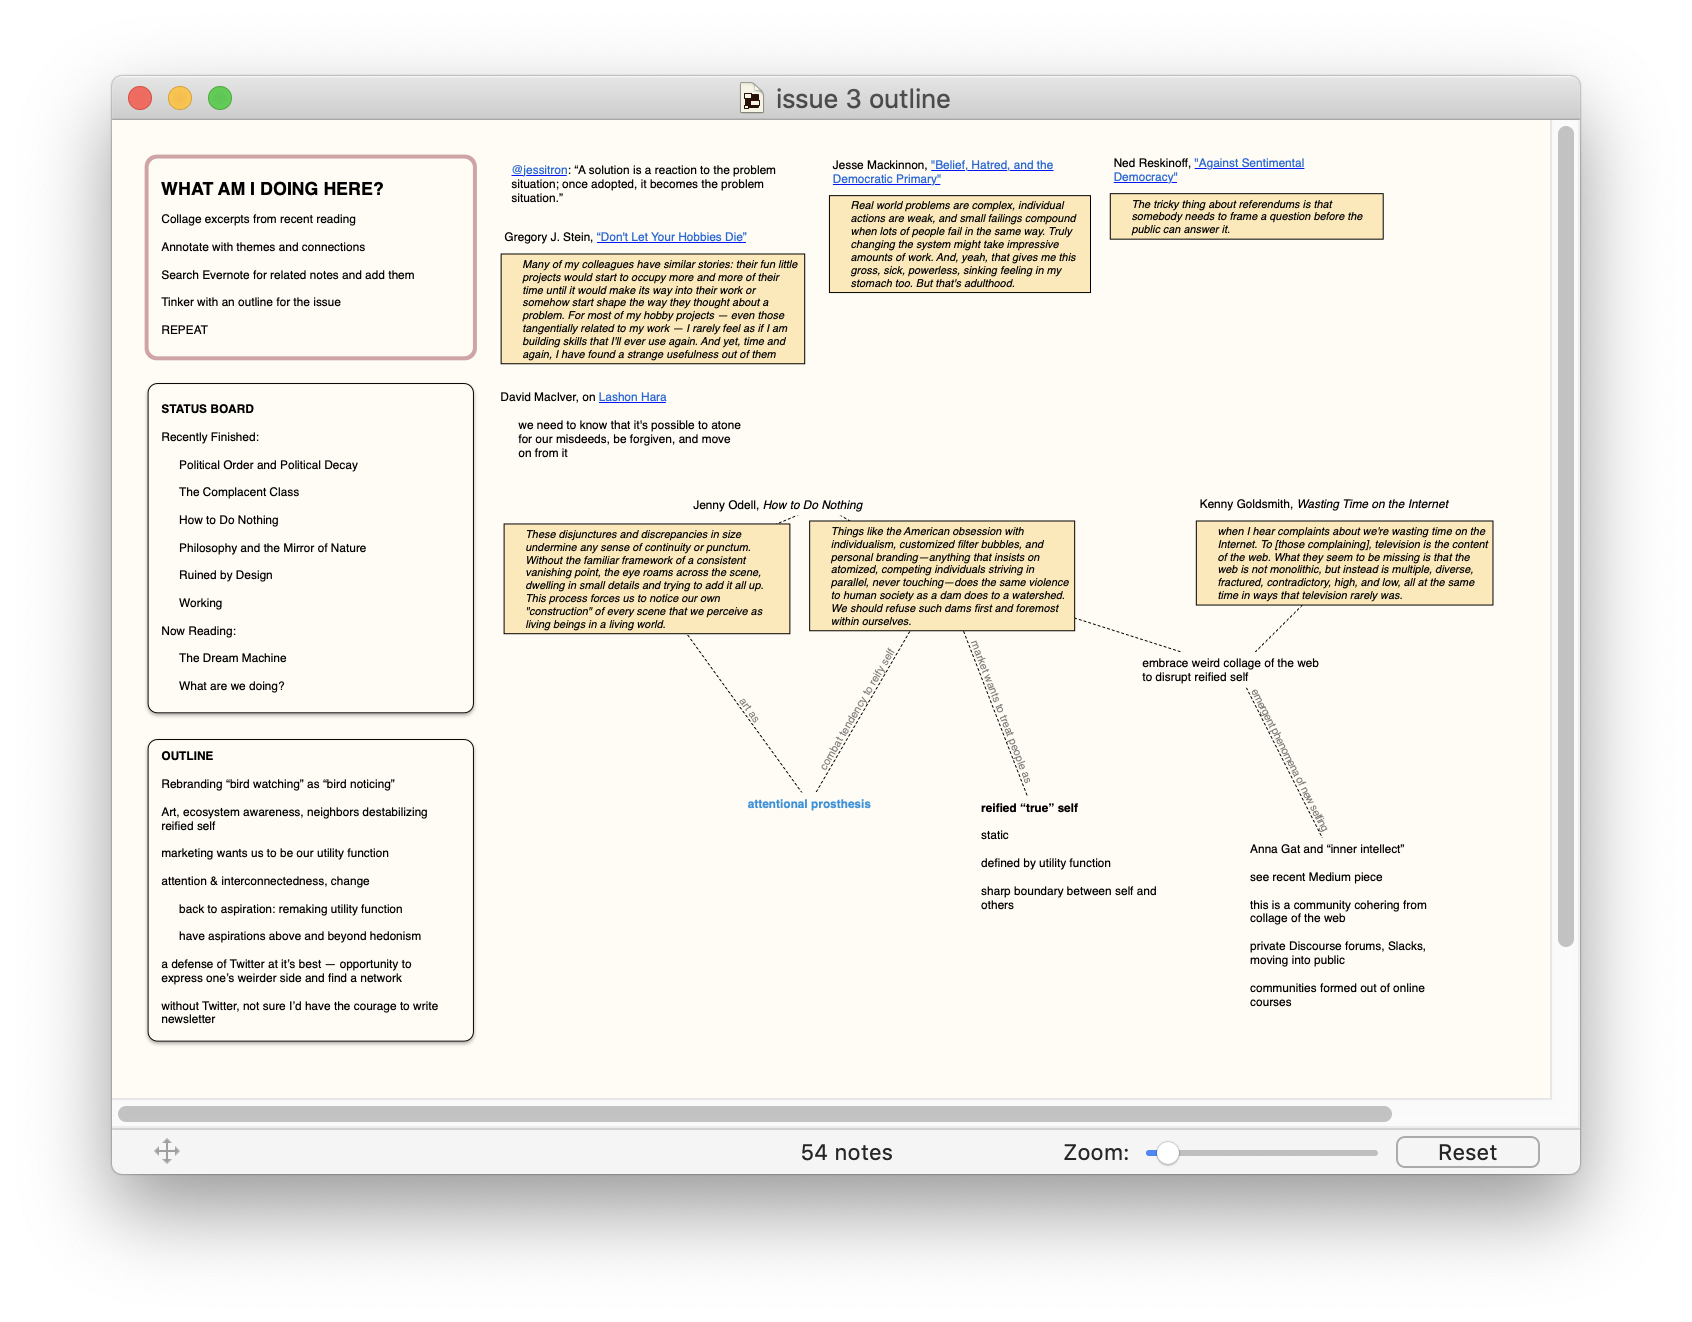 issue 3 outline
WHAT AM I DOING HERE?
Collage excerpts from recent reading
Annotate with themes and connections
Search Evernote for related notes and add them
Tinker with an outline for the issue
REPEAT
STATUS BOARD
Recently Finished:
Political Order and Political Decay
The Complacent Class
How to Do Nothing
Philosophy and the Mirror of Nature
Ruined by Design
Working
Now Reading:
The Dream Machine
What are we doing?
OUTLINE
Rebranding “bird watching” as “bird noticing”
Art, ecosystem awareness, neighbors destabilizing
reified self
marketing wants us to be our utility function
attention & interconnectedness, change
back to aspiration: remaking utility function
have aspirations above and beyond hedonism
a defense of Twitter at it’s best — opportunity to
express one’s weirder side and find a network
without Twitter, not sure I’d have the courage to write
newsletter
@jessitron: “A solution is a reaction to the problem
situation; once adopted, it becomes the problem
situation.”
Gregory J. Stein, “Don't Let Your Hobbies Die”
Many of my colleagues have similar stories: their fun little
projects would start to occupy more and more of their
time until it would make its way into their work or
somehow start shape the way they thought about a
problem. For most of my hobby projects — even those
tangentially related to my work — I rarely feel as if I am
building skills that I'll ever use again. And yet, time and
again, I have found a strange usefulness out of them
Jesse Mackinnon, "Belief, Hatred, and the
Democratic Primary"
Real world problems are complex, individual
actions are weak, and small failings compound
when lots of people fail in the same way. Truly
changing the system might take impressive
amounts of work. And, yeah, that gives me this
gross, sick, powerless, sinking feeling in my
stomach too. But that's adulthood.
Ned Reskinoff, "Against Sentimental
Democracy"
The tricky thing about referendums is that
somebody needs to frame a question before the
public can answer it.
David MacIver, on Lashon Hara
we need to know that it's possible to atone
for our misdeeds, be forgiven, and move
on from it
Jenny Odell, How to Do Nothing
These disjunctures and discrepancies in size
undermine any sense of continuity or punctum.
Without the familiar framework of a consistent
vanishing point, the eye roams across the scene,
dwelling in small details and trying to add it all up.
This process forces us to notice our own
"construction" of every scene that we perceive as
living beings in a living world.
Things like the American obsession with
individualism, customized filter bubbles, and
personal branding—anything that insists on
atomized, competing individuals striving in
parallel, never touching—does the same violence
to human society as a dam does to a watershed.
We should refuse such dams first and foremost
within ourselves.
Kenny Goldsmith, Wasting Time on the Internet
when I hear complaints about we're wasting time on the
Internet. To [those complaining], television is the content
of the web. What they seem to be missing is that the
web is not monolithic, but instead is multiple, diverse,
fractured, contradictory, high, and low, all at the same
time in ways that television rarely was.
art as
combat tendency to reify self
market wants to treat people as
embrace weird collage of the web
to disrupt reified self
emergent phenomena of new selfing
attentional prosthesis
reified “true” self
static
defined by utility function
sharp boundary between self and
others
Anna Gat and “inner intellect”
see recent Medium piece
this is a community cohering from
collage of the web
private Discourse forums, Slacks,
moving into public
communities formed out of online
courses
54 notes
Zoom:
Reset